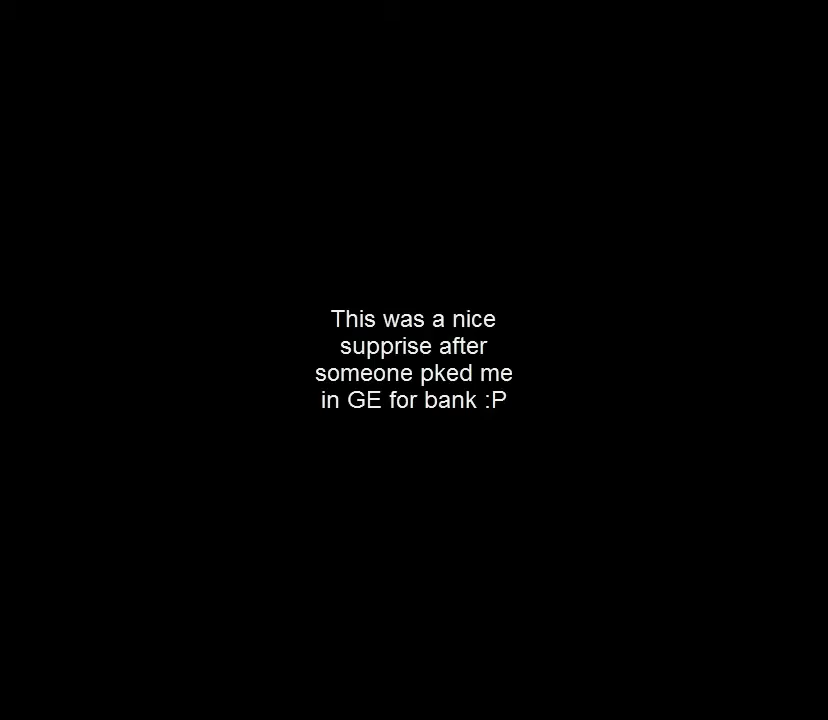 This was a nice
supprise after
someone pked me
in GE for bank :P